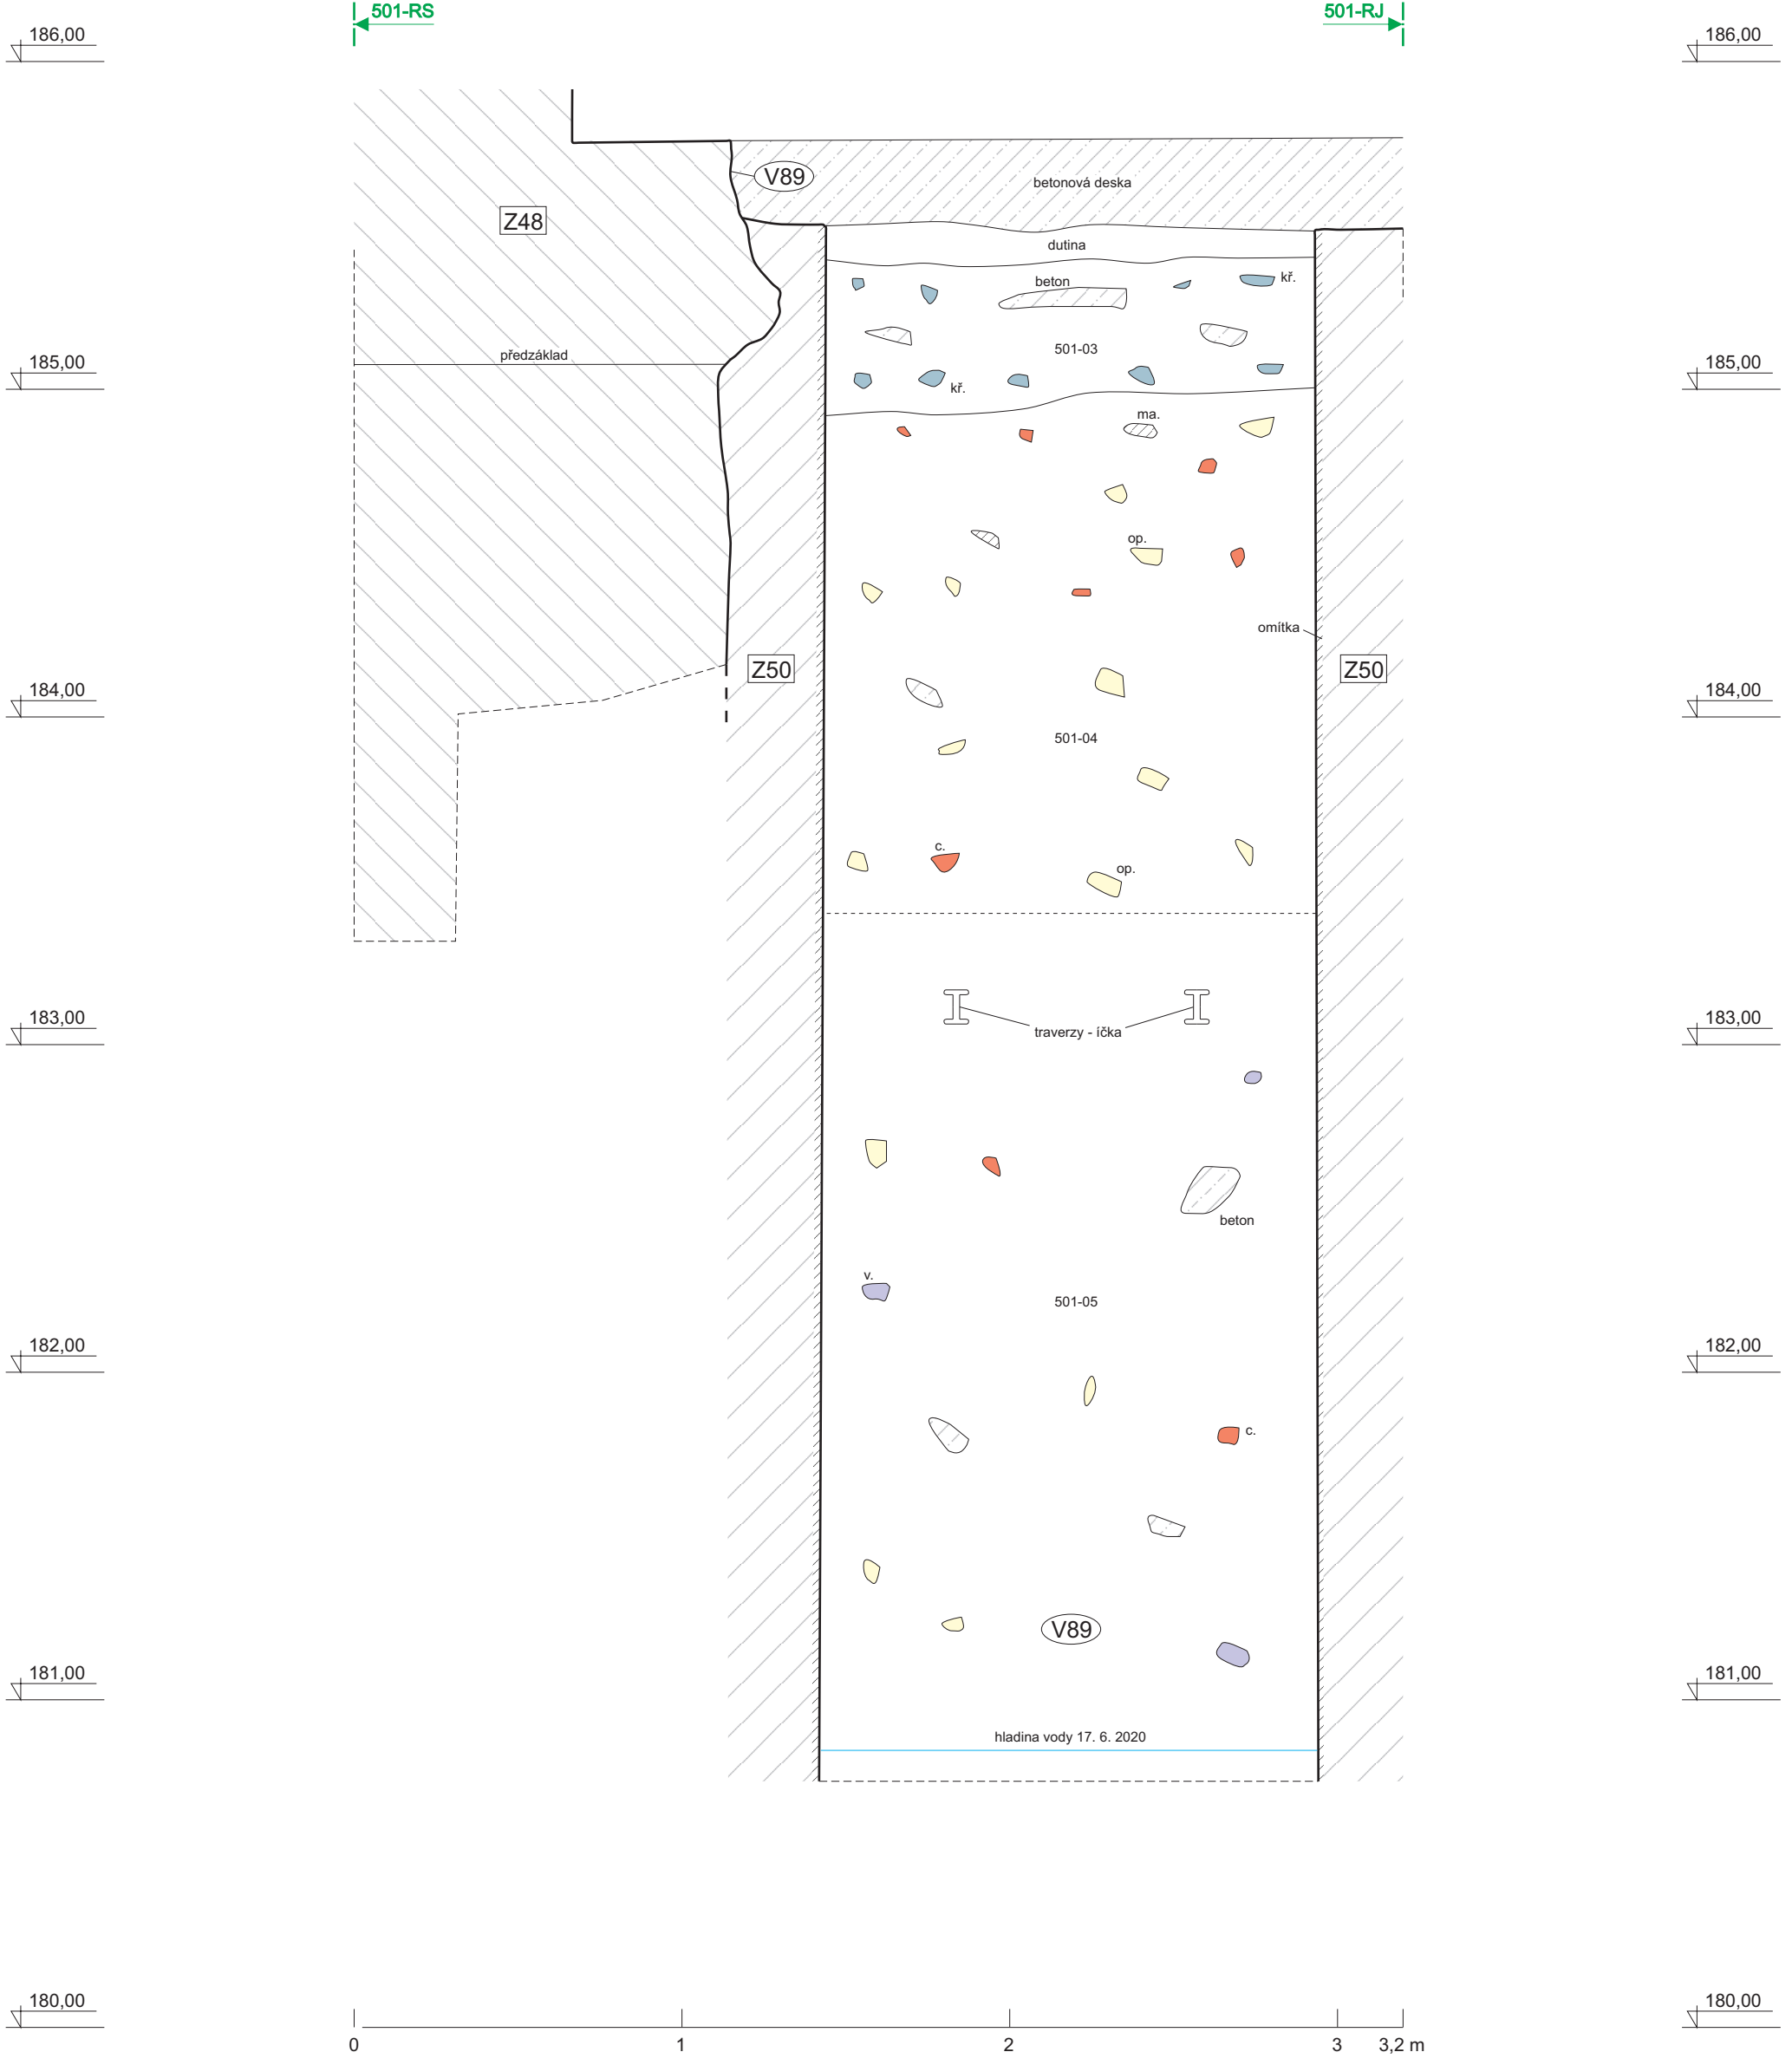 501-RS 501-RJ
186,00 186,00
V89
betonová deska
Z48
dutina
beton kř.
501-03
předzáklad
185,00 185,00
kř.
ma.
op.
omítka
Z50 Z50
184,00 184,00
501-04
c.
op.
183,00 183,00
traverzy - íčka
beton
v.
501-05
182,00 182,00
c.
V89
181,00 181,00
hladina vody 17. 6. 2020
180,00 180,00
0 1 2 3 3,2 m